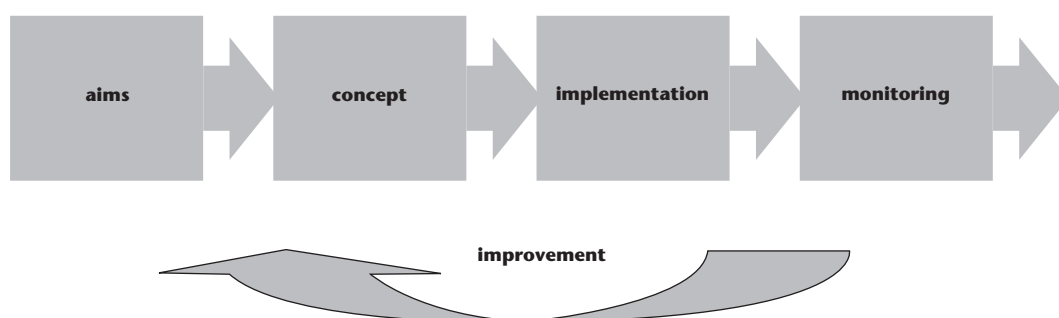 aims
concept
implementation
monitoring
improvement